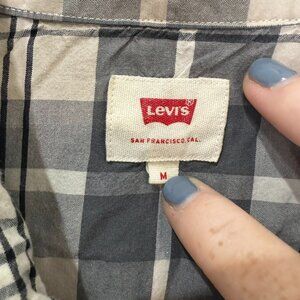 Levi's
SAN FRANCISCO, CAL.
M